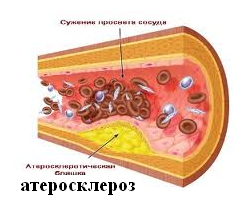 Сужение просвета сосуда
Атеросклеротическая
бляшка
атеросклероз